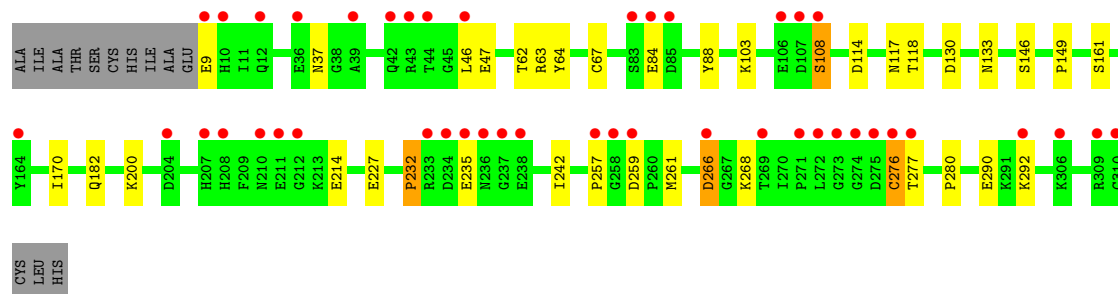 ALA ILE ALA THR SER CYS HIS ILE ALA GLU E9 H10 I11 Q12 E36 N37 G38 A39 Q42 R43 T44 G45 L46 E47 T62 R63 Y64 C67 S83 E84 D85 Y88 K103 E106 D107 S108 D114 N117 T118 D130 N133 S146 P149 S161
Y164 I170 Q182 K200 D204 H207 H208 F209 N210 E211 G212 K213 E214 E227 P232 R233 D234 E235 N236 G237 E238 I242 P257 G258 D259 P260 M261 D266 G267 K268 T269 I270 P271 L272 G273 G274 D275 C276 T277 P280 E290 K291 K292 K306 R309 G310
CYS LEU HIS